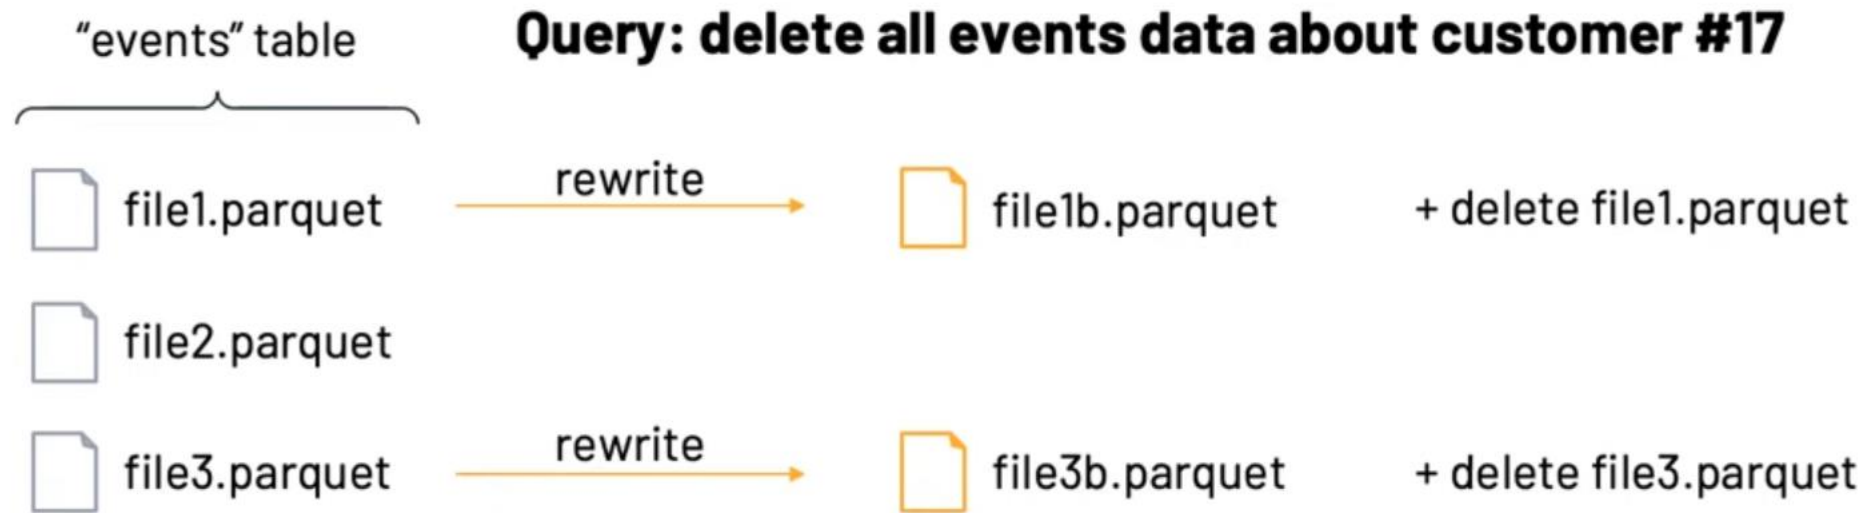 “events” table
Query: delete all events data about customer #17
file1.parquet
rewrite
file1b.parquet
+ delete file1.parquet
file2.parquet
file3.parquet
rewrite
file3b.parquet
+ delete file3.parquet